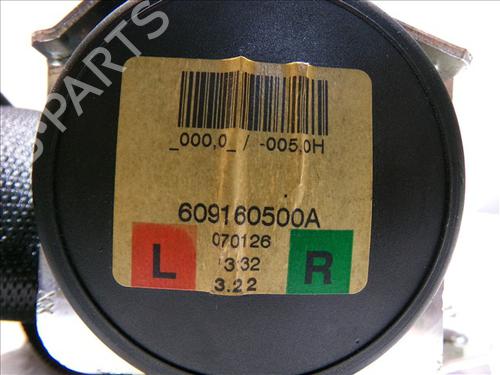 B-PARTS
_000,0_ / -005,0H
609160500A
070126
L
3.32
R
3.22